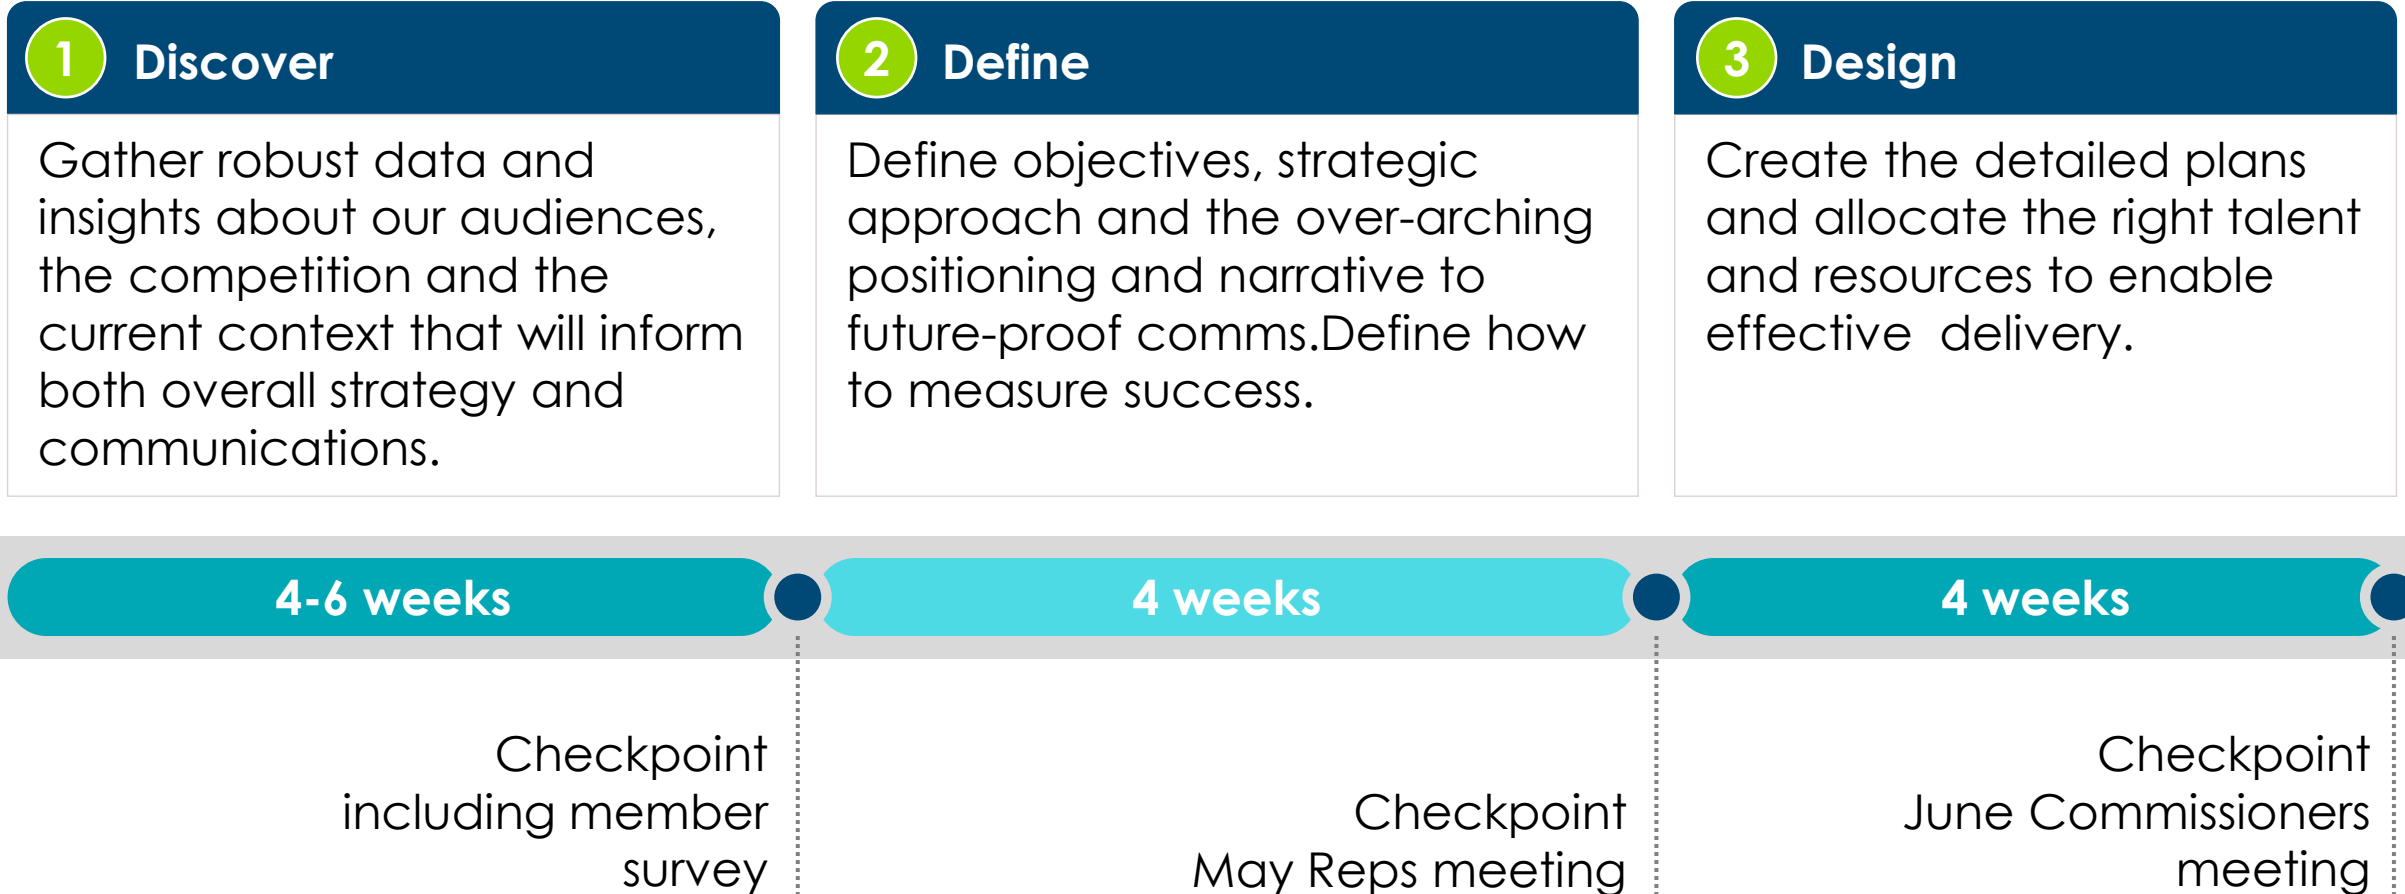 1 Discover
Gather robust data and
insights about our audiences,
the competition and the
current context that will inform
both overall strategy and
communications.
2 Define
Define objectives, strategic
approach and the over-arching
positioning and narrative to
future-proof comms.Define how
to measure success.
3 Design
Create the detailed plans
and allocate the right talent
and resources to enable
effective  delivery.
4-6 weeks
4 weeks
4 weeks
Checkpoint
including member
survey
Checkpoint
May Reps meeting
Checkpoint
June Commissioners
meeting